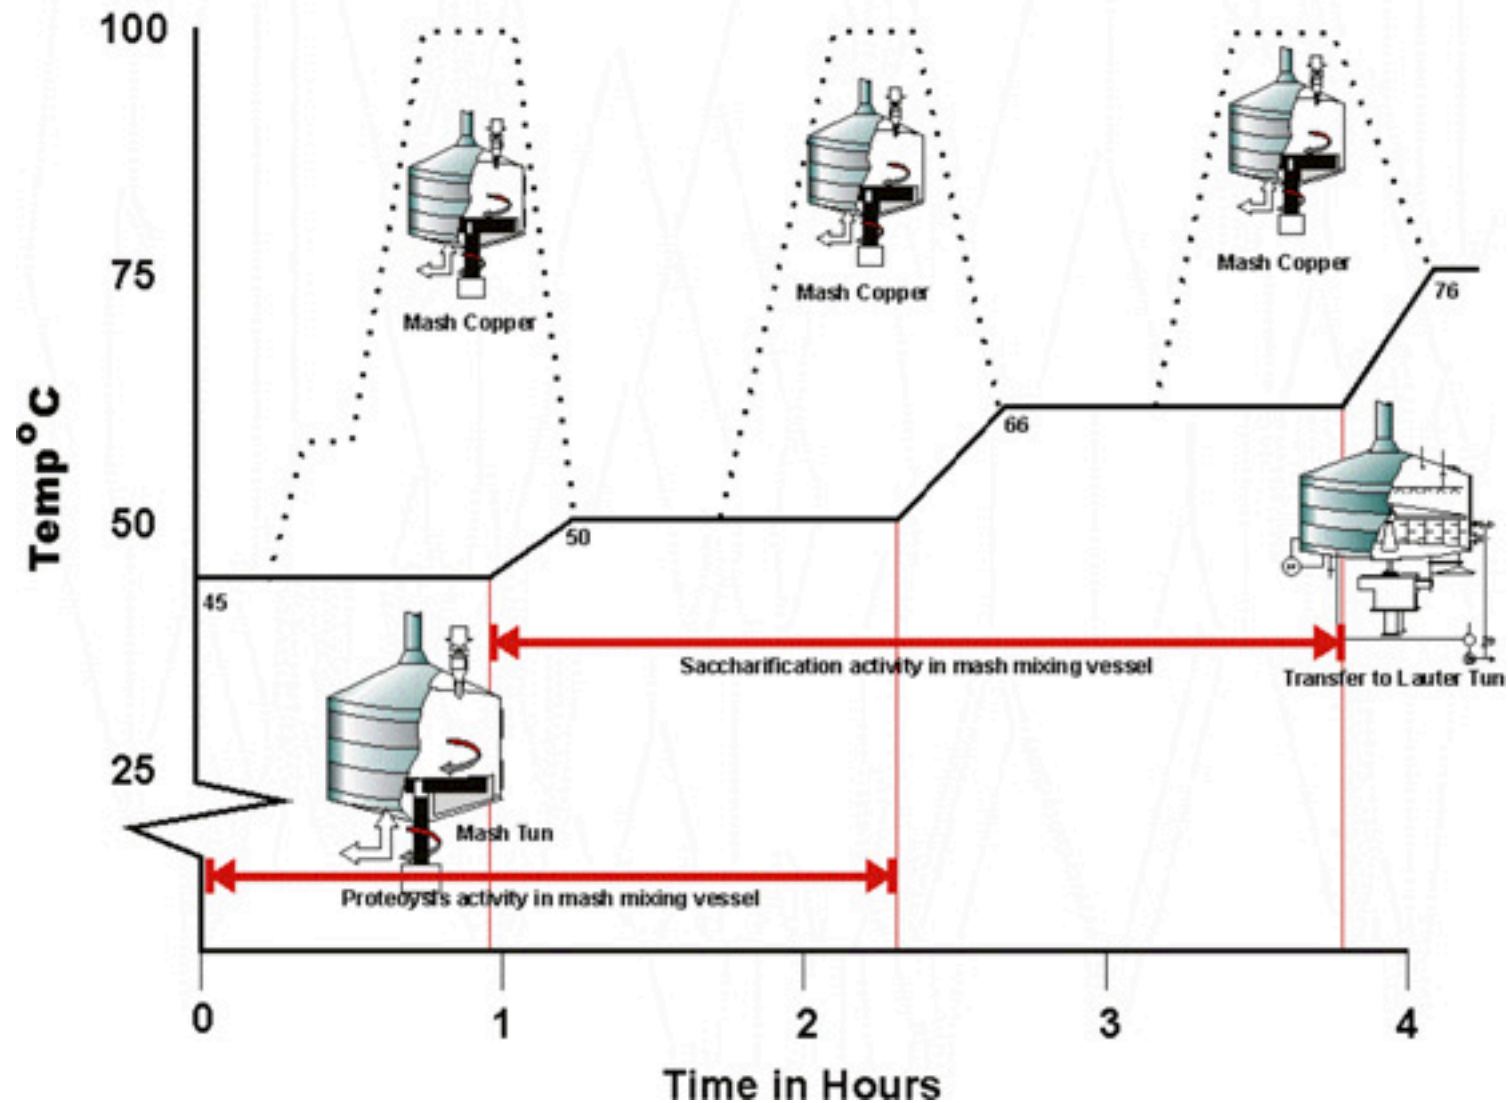 100
75
50
25
Temp°C
Mash Copper
Mash Copper
Mash Copper
76
66
50
45
Saccharification activity in mash mixing vessel
Transfer to Lauter Tun
Mash Tun
Proteoysis activity in mash mixing vessel
0 1 2 3 4
Time in Hours